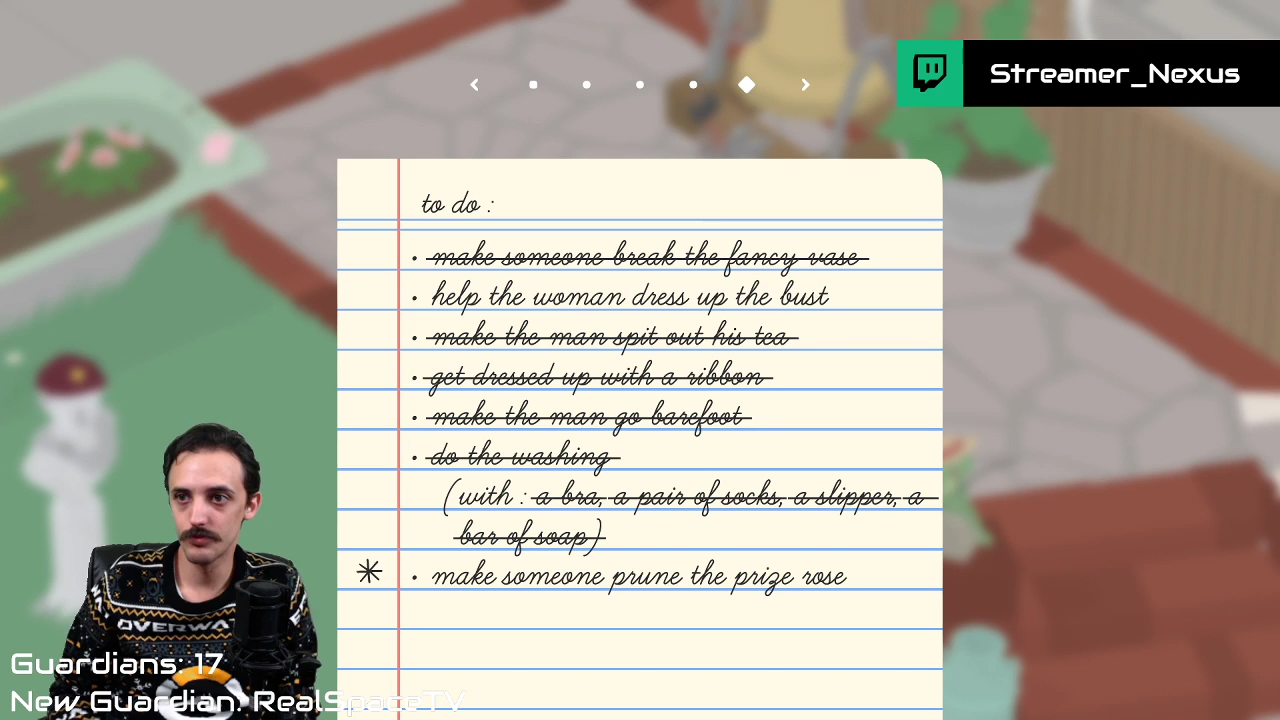 Streamer_Nexus
to do :
• make someone break the fancy vase
• help the woman dress up the bust
• make the man spit out his tea
• get dressed up with a ribbon
• make the man go barefoot
• do the washing
(with : a bra, a pair of socks, a slipper, a
bar of soap)
• make someone prune the prize rose
OVERWAT
Guardians: 17
New Guardian: RealSpaceTV